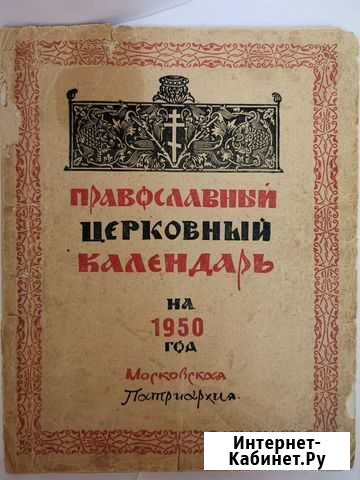 ПРАВОСЛАВНЫЙ
ЦЕРКОВНЫЙ
КАЛЕНДАРЬ
НА
1950
ГОД
Московская
Патриархия.
Интернет-
Кабинет.Ру